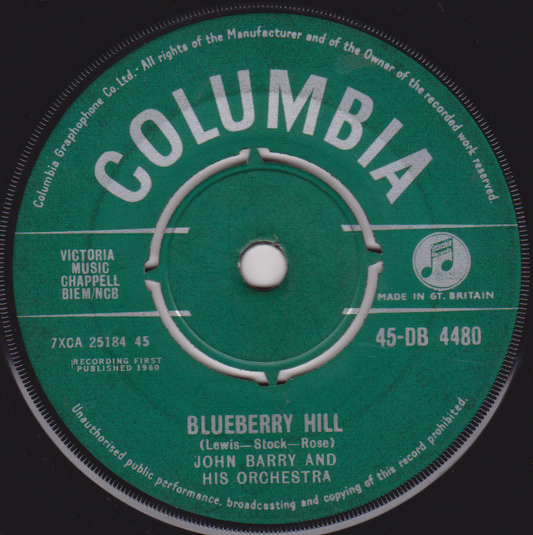 Columbia Graphophone Co. Ltd. - All rights of the Manufacturer and of the Owner of the recorded work reserved.
COLUMBIA
VICTORIA
MUSIC
CHAPPELL
BIEM/NCB
MADE IN GT. BRITAIN
7XCA 25184 45
45-DB 4480
RECORDING FIRST
PUBLISHED 1960
BLUEBERRY HILL
(Lewis—Stock—Rose)
JOHN BARRY AND
HIS ORCHESTRA
Unauthorised public performance, broadcasting and copying of this record prohibited.